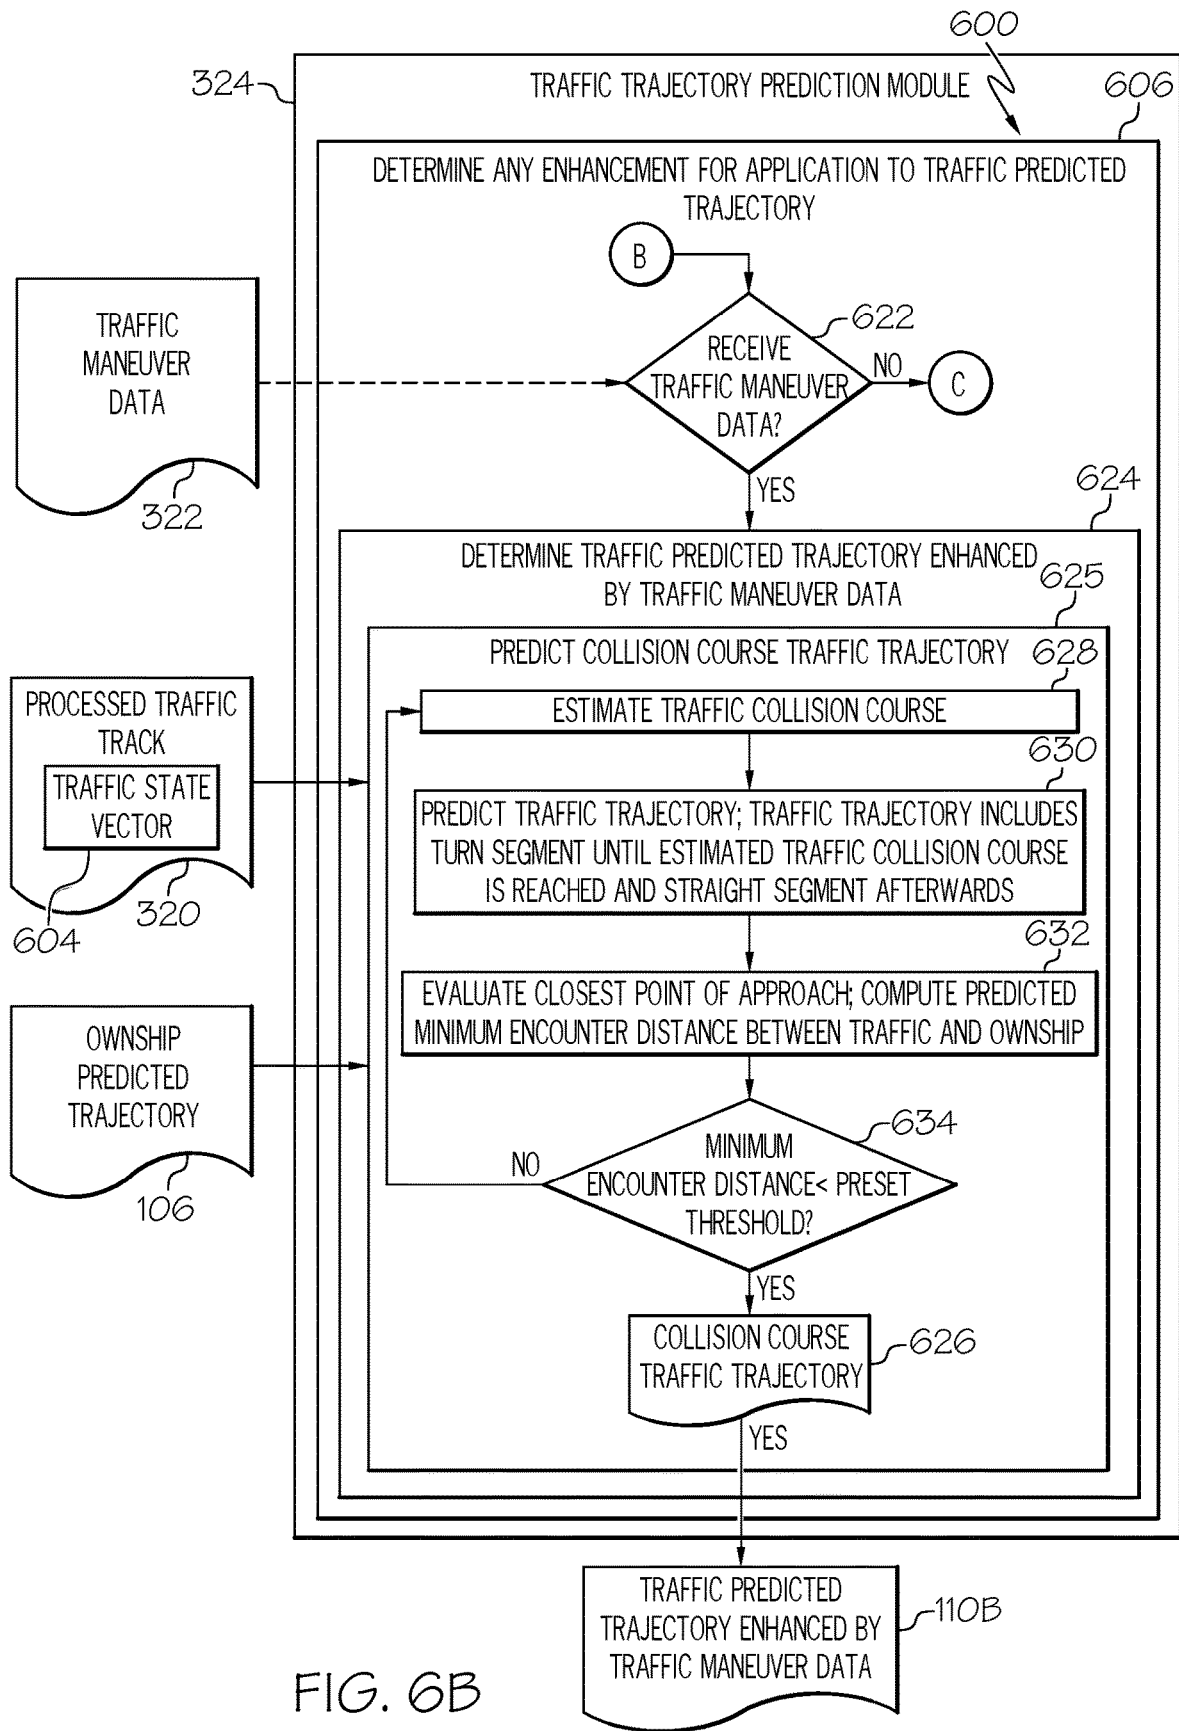 600
324
TRAFFIC TRAJECTORY PREDICTION MODULE
606
DETERMINE ANY ENHANCEMENT FOR APPLICATION TO TRAFFIC PREDICTED
TRAJECTORY
B
622
TRAFFIC
MANEUVER
DATA
322
RECEIVE
TRAFFIC MANEUVER
DATA?
NO
C
YES
624
DETERMINE TRAFFIC PREDICTED TRAJECTORY ENHANCED
BY TRAFFIC MANEUVER DATA
625
PREDICT COLLISION COURSE TRAFFIC TRAJECTORY
628
PROCESSED TRAFFIC
TRACK
TRAFFIC STATE
VECTOR
604
320
ESTIMATE TRAFFIC COLLISION COURSE
630
PREDICT TRAFFIC TRAJECTORY; TRAFFIC TRAJECTORY INCLUDES
TURN SEGMENT UNTIL ESTIMATED TRAFFIC COLLISION COURSE
IS REACHED AND STRAIGHT SEGMENT AFTERWARDS
632
EVALUATE CLOSEST POINT OF APPROACH; COMPUTE PREDICTED
MINIMUM ENCOUNTER DISTANCE BETWEEN TRAFFIC AND OWNSHIP
OWNSHIP
PREDICTED
TRAJECTORY
106
634
NO
MINIMUM
ENCOUNTER DISTANCE< PRESET
THRESHOLD?
YES
COLLISION COURSE
TRAFFIC TRAJECTORY
626
YES
TRAFFIC PREDICTED
TRAJECTORY ENHANCED BY
TRAFFIC MANEUVER DATA
110B
FIG. 6B